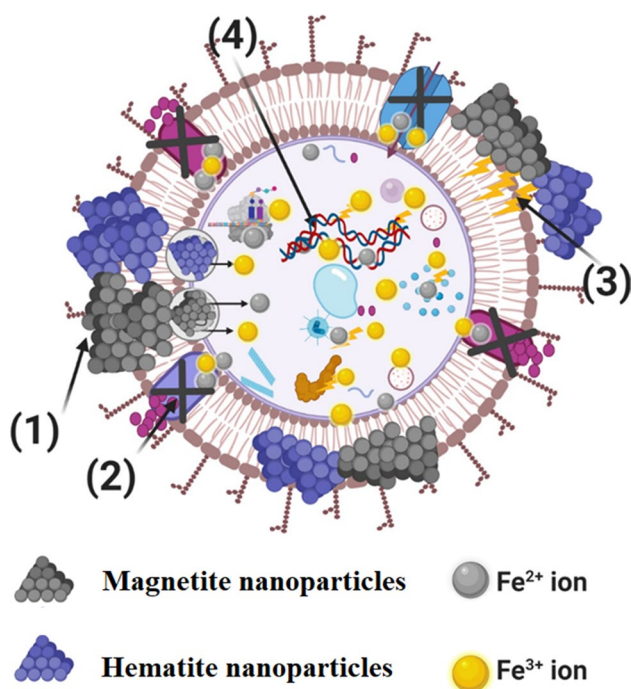 (4)
(3)
(1)
(2)
Magnetite nanoparticles
Fe²⁺ ion
Hematite nanoparticles
Fe³⁺ ion